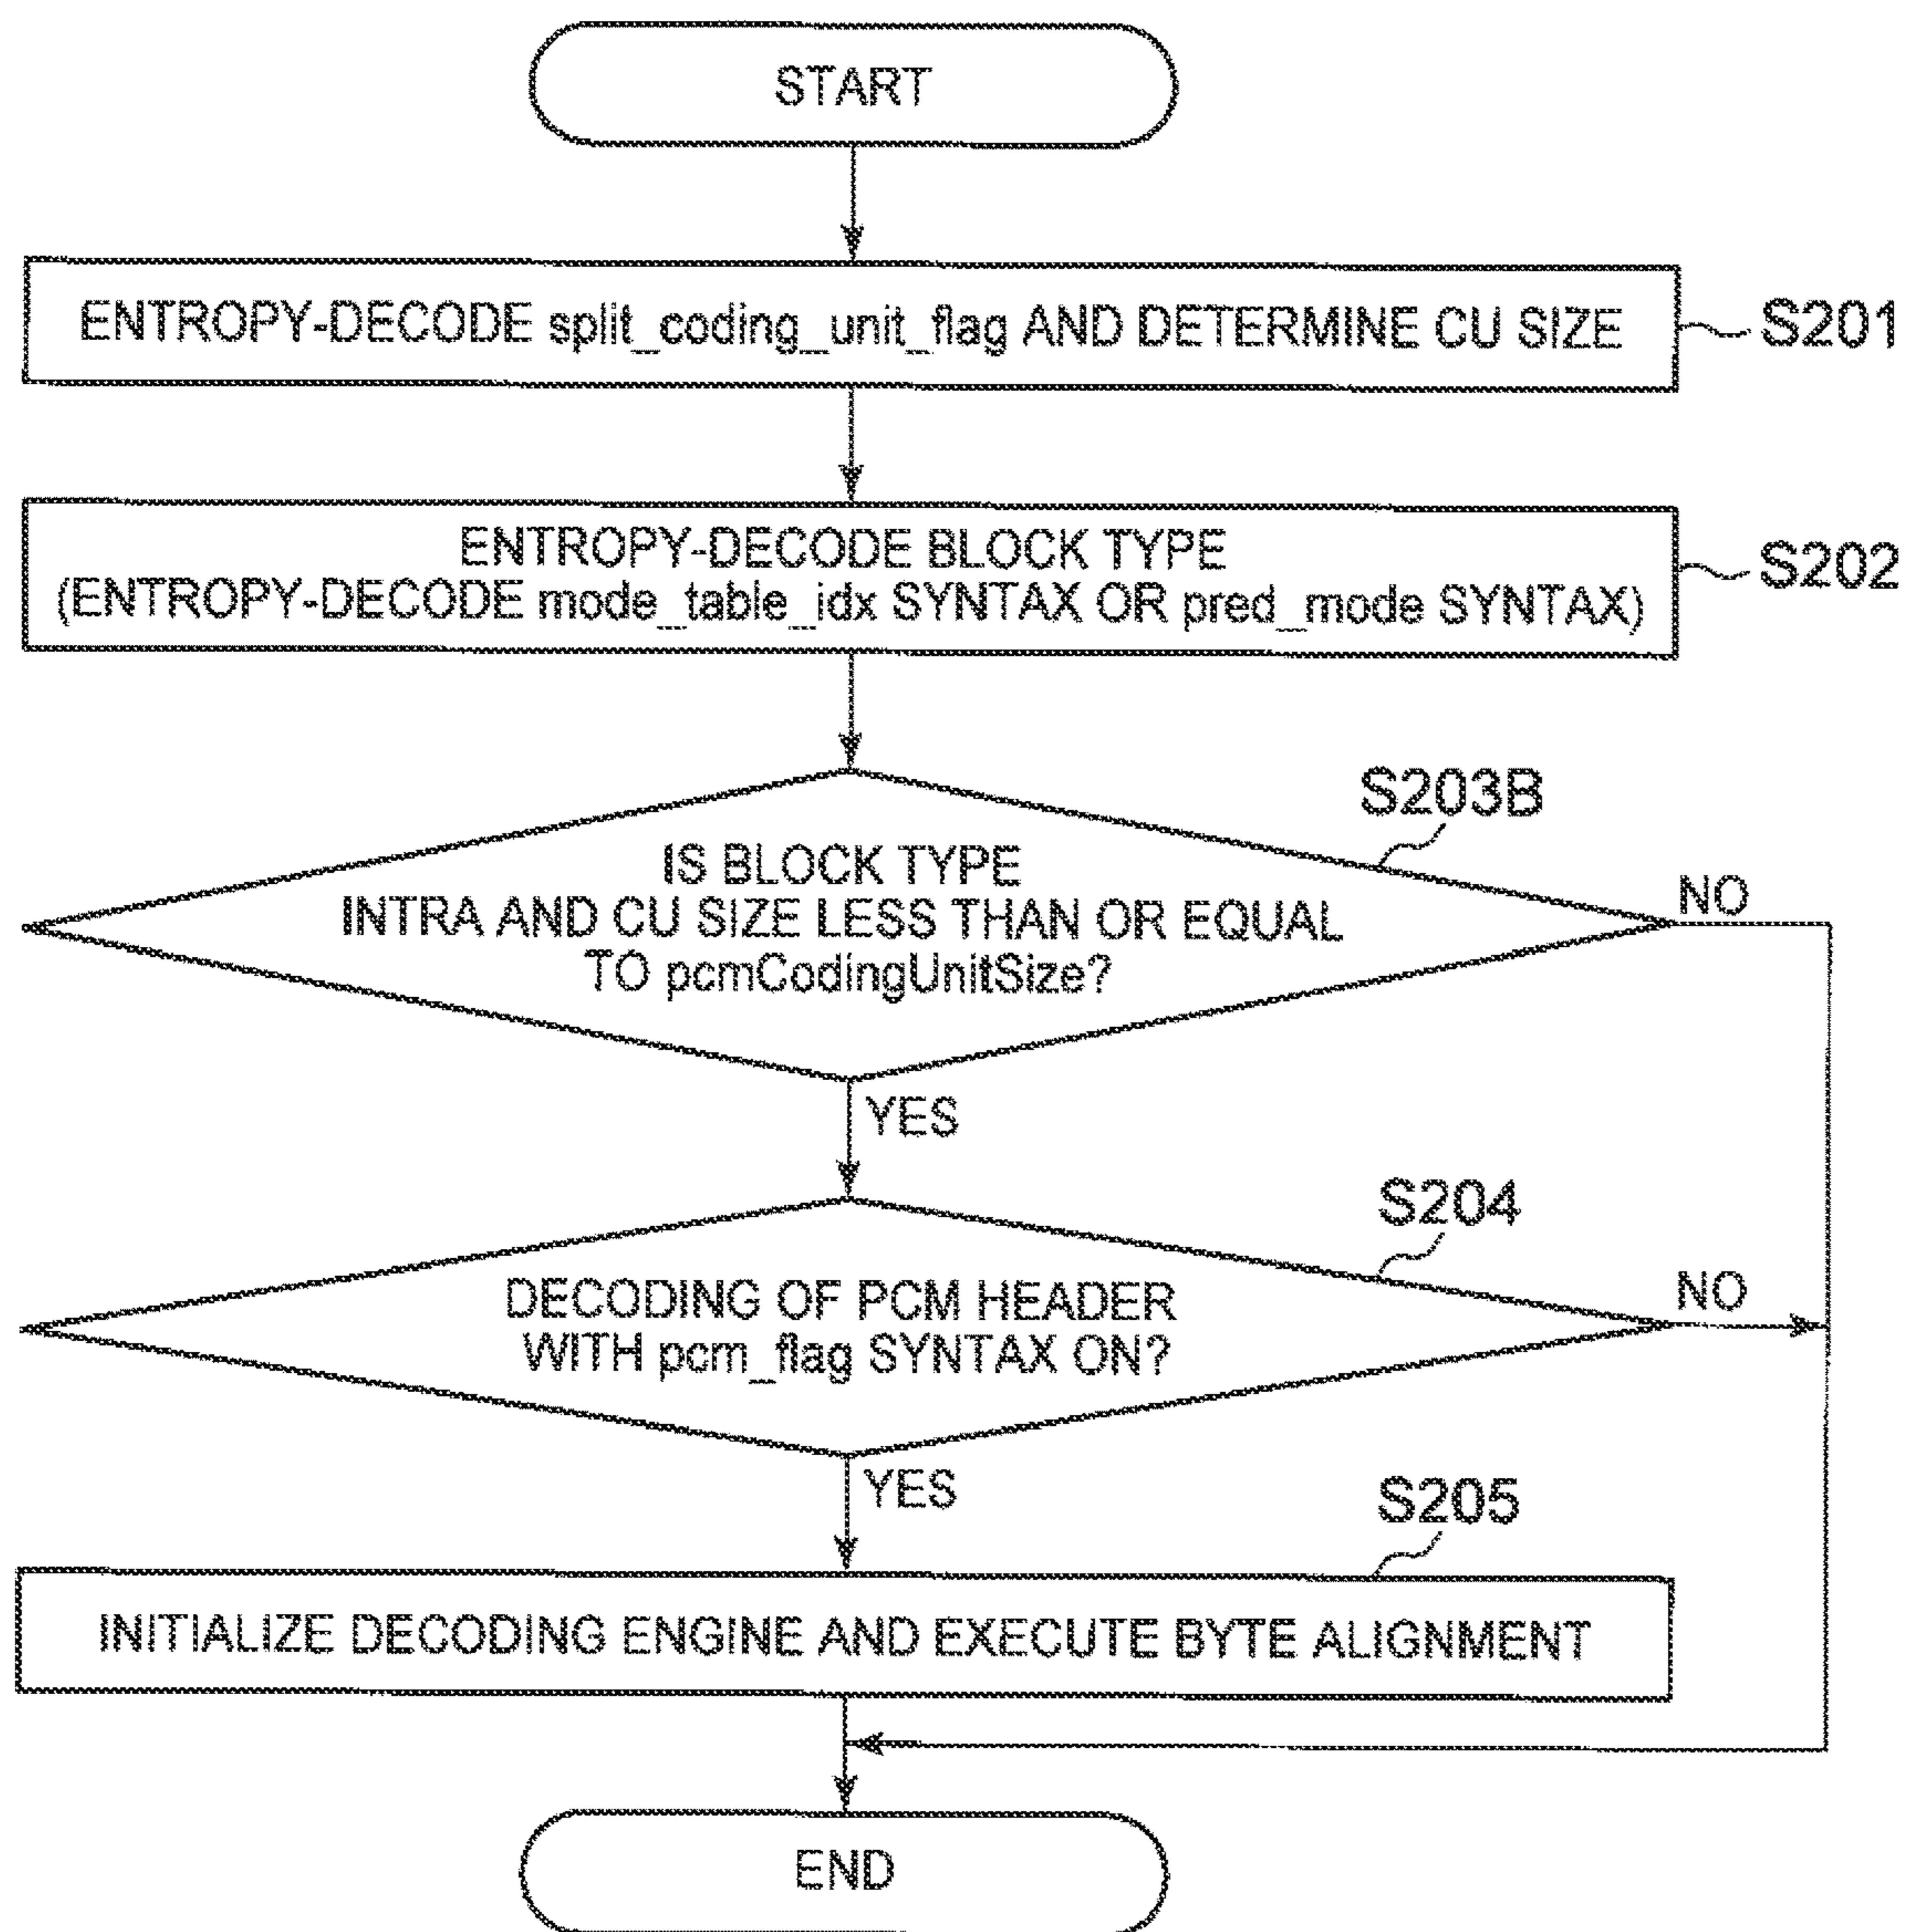 START
ENTROPY-DECODE split_coding_unit_flag AND DETERMINE CU SIZE
S201
ENTROPY-DECODE BLOCK TYPE
(ENTROPY-DECODE mode_table_idx SYNTAX OR pred_mode SYNTAX)
S202
S203B
IS BLOCK TYPE
INTRA AND CU SIZE LESS THAN OR EQUAL
TO pcmCodingUnitSize?
NO
YES
S204
DECODING OF PCM HEADER
WITH pcm_flag SYNTAX ON?
NO
YES
S205
INITIALIZE DECODING ENGINE AND EXECUTE BYTE ALIGNMENT
END